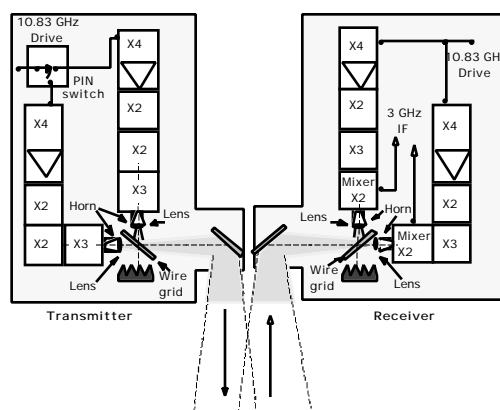 10.83 GHz
Drive
PIN
switch
X4
X4
X2
X2
X2
X2
X3
X3
Horn
Lens
Lens
Wire
grid
Transmitter
X4
10.83 GH
Drive
3 GHz
IF
X4
X2
X3
Mixer
X2
Horn
Lens
Mixer
X2
X3
Wire
grid
Lens
Receiver